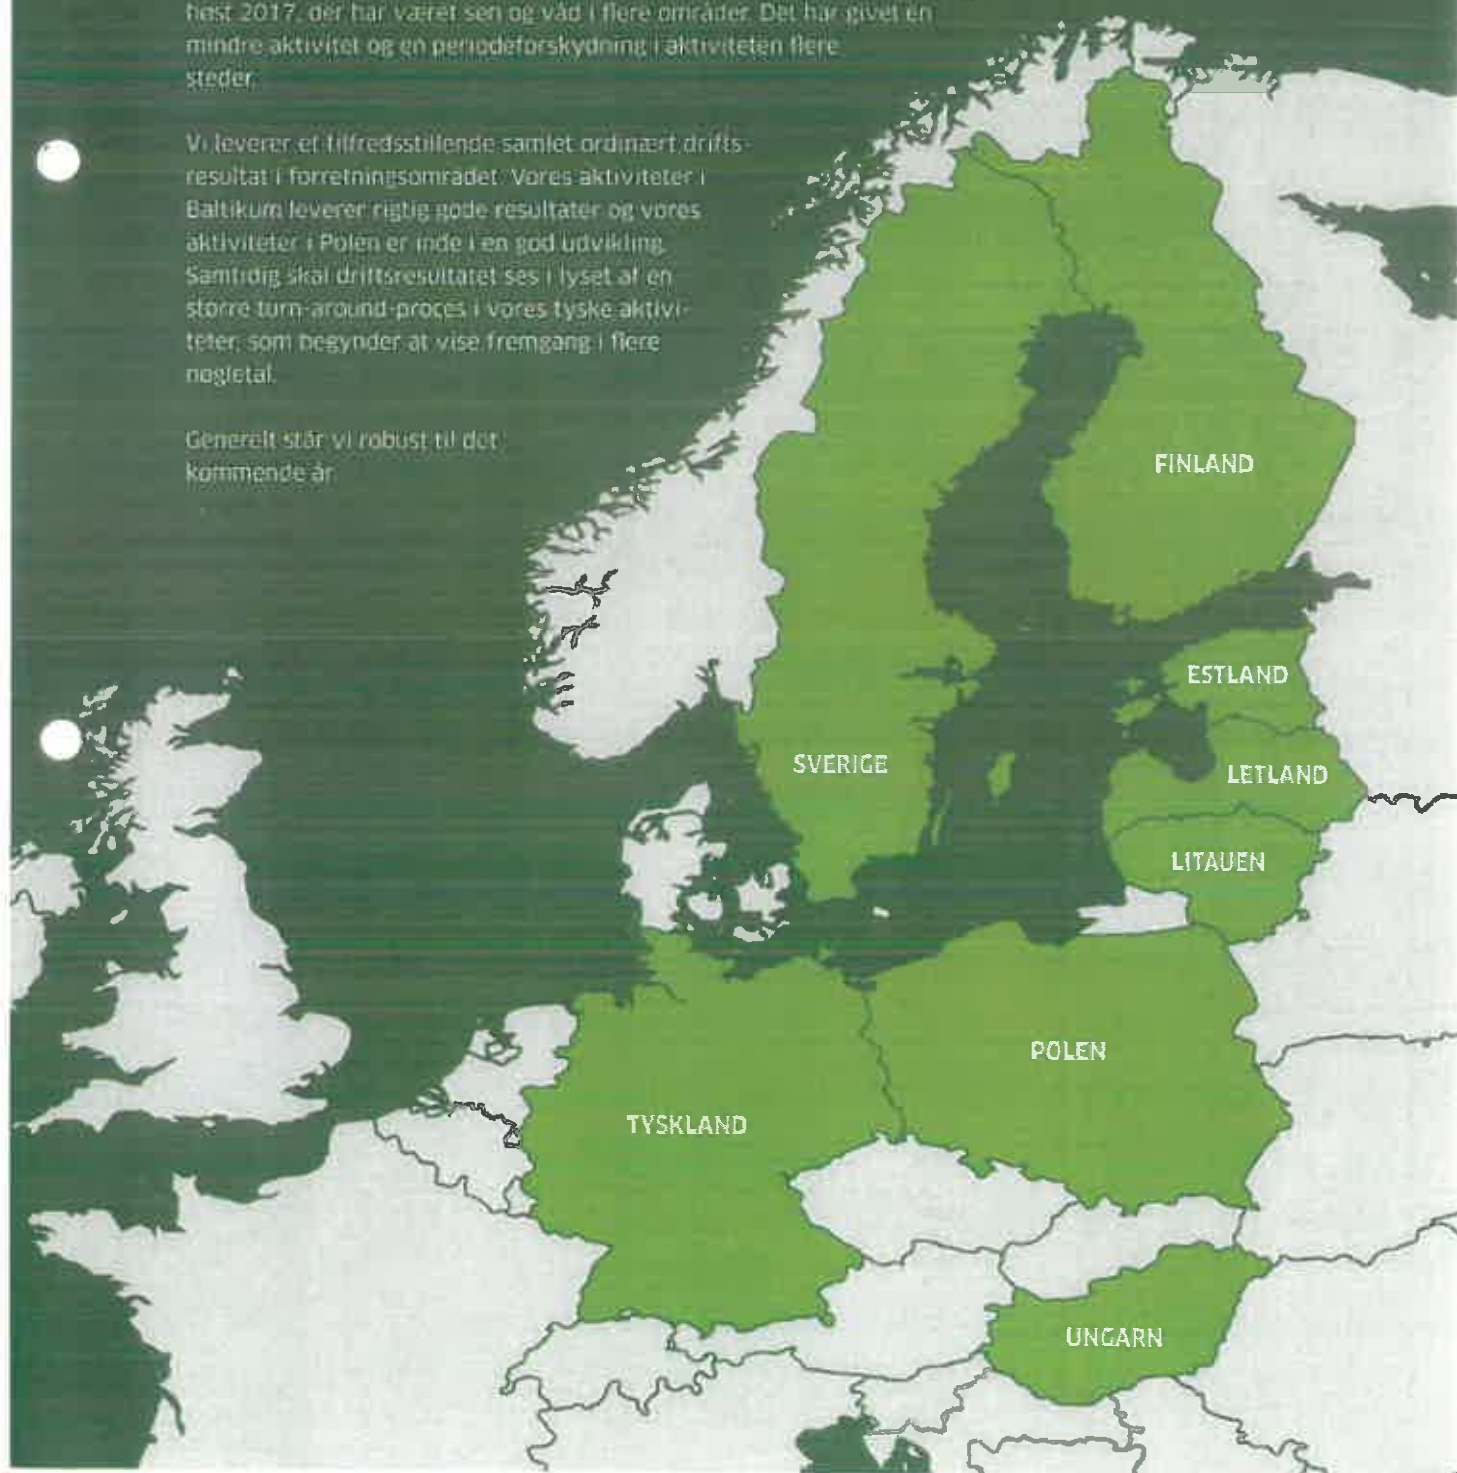 høst 2017, der har været sen og våd i flere områder. Det har givet en
mindre aktivitet og en periodeforskydning i aktiviteten flere
steder.
Vi leverer et tilfredsstillende samlet ordinært drifts-
resultat i forretningsområdet. Vores aktiviteter i
Baltikum leverer rigtig gode resultater og vores
aktiviteter i Polen er inde i en god udvikling.
Samtidig skal driftsresultatet ses i lyset af en
større turn-around-proces i vores tyske aktivi-
teter, som begynder at vise fremgang i flere
nøgletal.
Generelt står vi robust til det
kommende år.
FINLAND
ESTLAND
SVERIGE
LETLAND
LITAUEN
POLEN
TYSKLAND
UNGARN